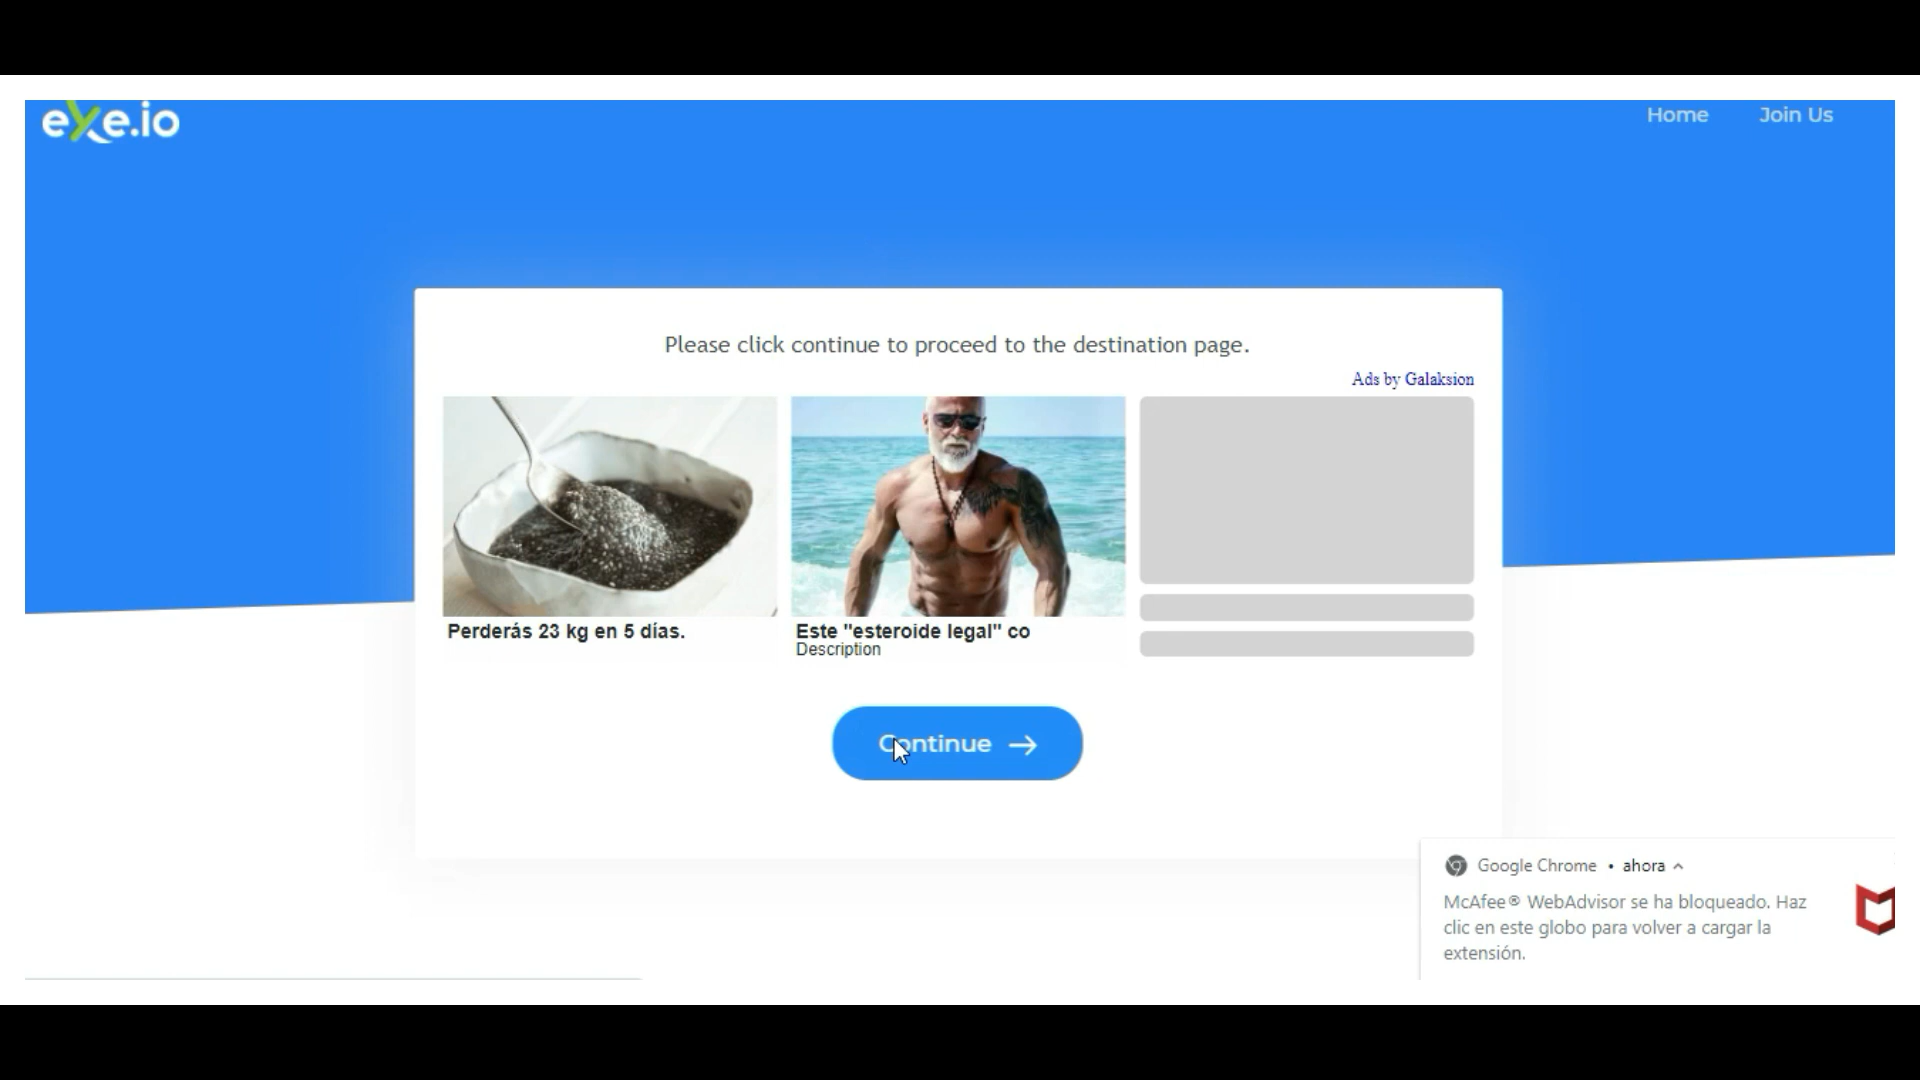 exe.io
Home
Join Us
Please click continue to proceed to the destination page.
Ads by Galaksion
Perderás 23 kg en 5 días.
Este "esteroide legal" co
Description
Continue
Google Chrome • ahora
McAfee® WebAdvisor se ha bloqueado. Haz
clic en este globo para volver a cargar la
extensión.